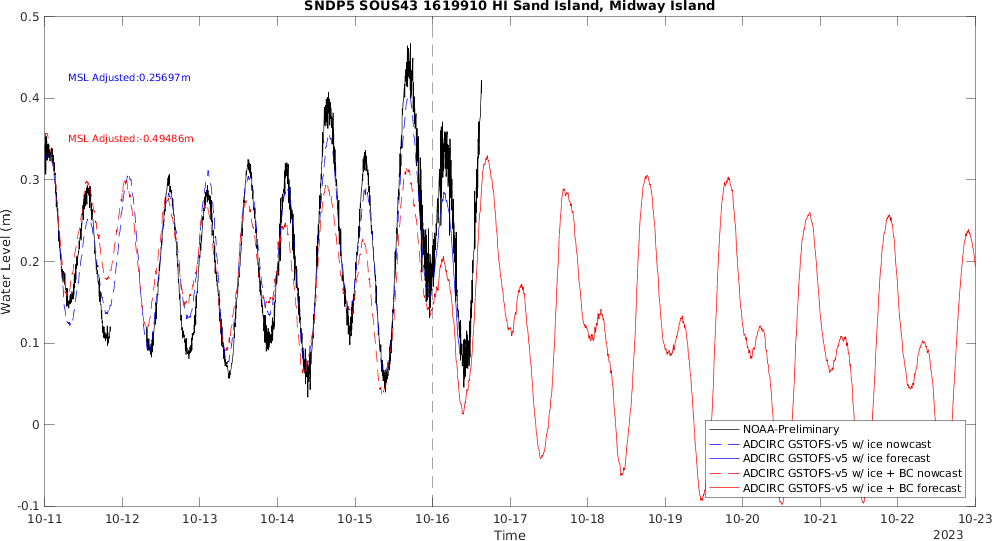 SNDP5 SOUS43 1619910 HI Sand Island, Midway Island
0.5
0.4
0.3
0.2
0.1
0
-0.1
Water Level (m)
MSL Adjusted:0.25697m
MSL Adjusted:-0.49486m
NOAA-Preliminary
ADCIRC GSTOFS-v5 w/ ice nowcast
ADCIRC GSTOFS-v5 w/ ice forecast
ADCIRC GSTOFS-v5 w/ ice + BC nowcast
ADCIRC GSTOFS-v5 w/ ice + BC forecast
10-11 10-12 10-13 10-14 10-15 10-16 10-17 10-18 10-19 10-20 10-21 10-22 10-23
Time
2023